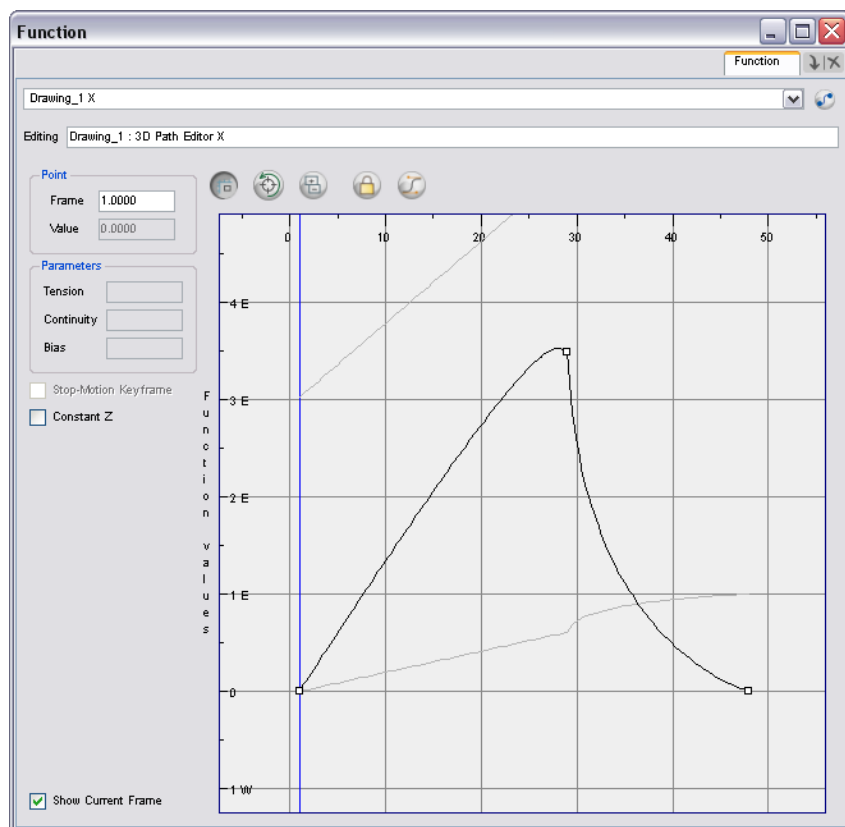 Function
Function
Drawing_1 X
Editing Drawing_1 : 3D Path Editor X
Point
Frame 1.0000
Value 0.0000
Parameters
Tension
Continuity
Bias
Stop-Motion Keyframe
Constant Z
Show Current Frame
Function values
0 10 20 30 40 50
4 E
3 E
2 E
1 E
0
1 W